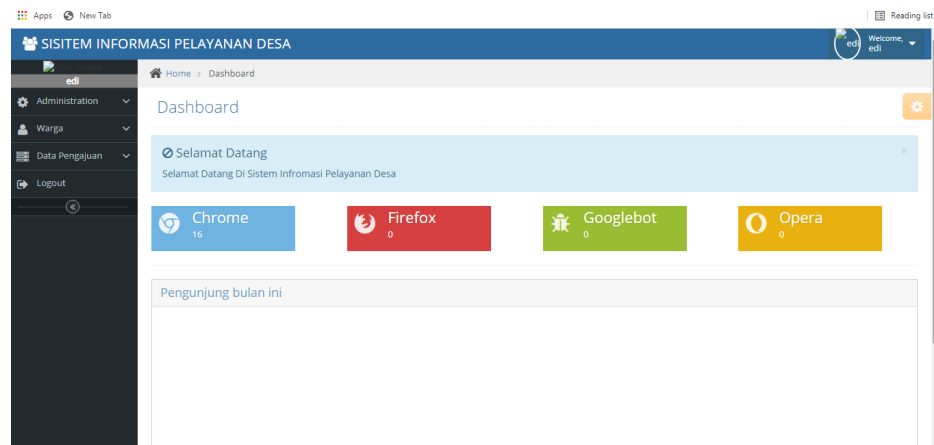 Apps New Tab Reading list
SISITEM INFORMASI PELAYANAN DESA
edi Welcome, edi
edi
Home > Dashboard
Administration
Warga
Data Pengajuan
Logout
Dashboard
Selamat Datang
×
Selamat Datang Di Sistem Infromasi Pelayanan Desa
Chrome
16
Firefox
0
Googlebot
0
Opera
0
Pengunjung bulan ini